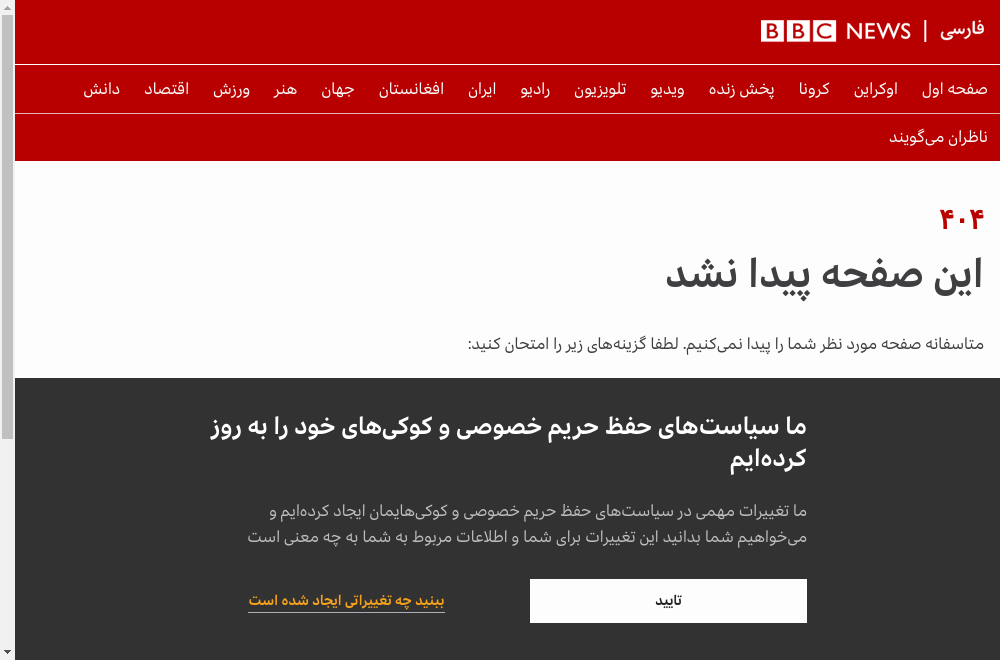 BBC NEWS | فارسی
صفحه اول اوکراین کرونا پخش زنده ویدیو تلویزیون رادیو ایران افغانستان جهان هنر ورزش اقتصاد دانش
ناظران می‌گویند
۴۰۴
این صفحه پیدا نشد
متاسفانه صفحه مورد نظر شما را پیدا نمی‌کنیم. لطفا گزینه‌های زیر را امتحان کنید:
ما سیاست‌های حفظ حریم خصوصی و کوکی‌های خود را به روز
کرده‌ایم
ما تغییرات مهمی در سیاست‌های حفظ حریم خصوصی و کوکی‌هایمان ایجاد کرده‌ایم و
می‌خواهیم شما بدانید این تغییرات برای شما و اطلاعات مربوط به شما به چه معنی است
تایید
ببنید چه تغییراتی ایجاد شده است